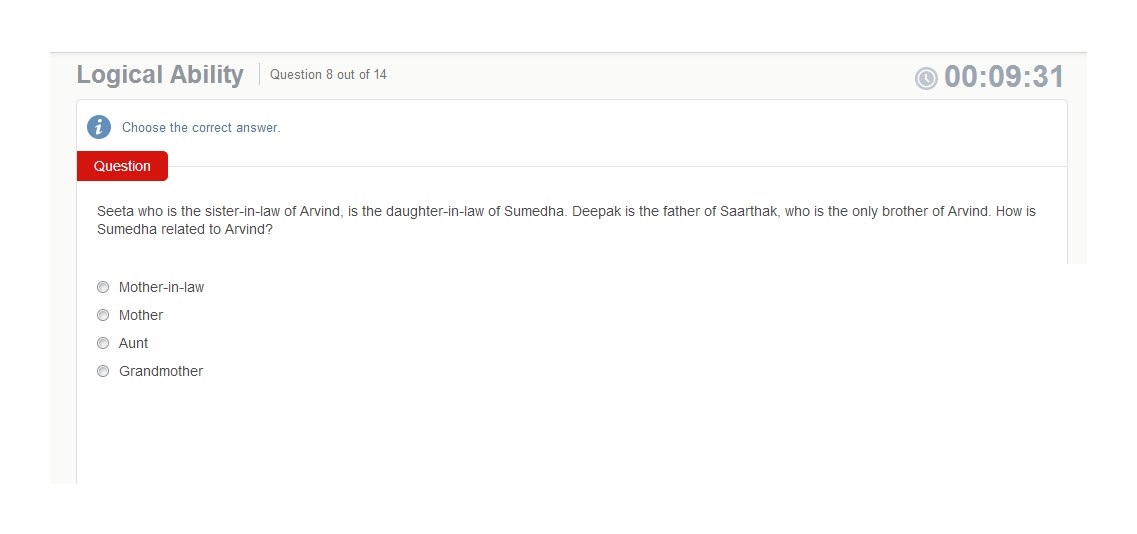 Logical Ability Question 8 out of 14 00:09:31
i Choose the correct answer.
Question
Seeta who is the sister-in-law of Arvind, is the daughter-in-law of Sumedha. Deepak is the father of Saarthak, who is the only brother of Arvind. How is
Sumedha related to Arvind?
Mother-in-law
Mother
Aunt
Grandmother